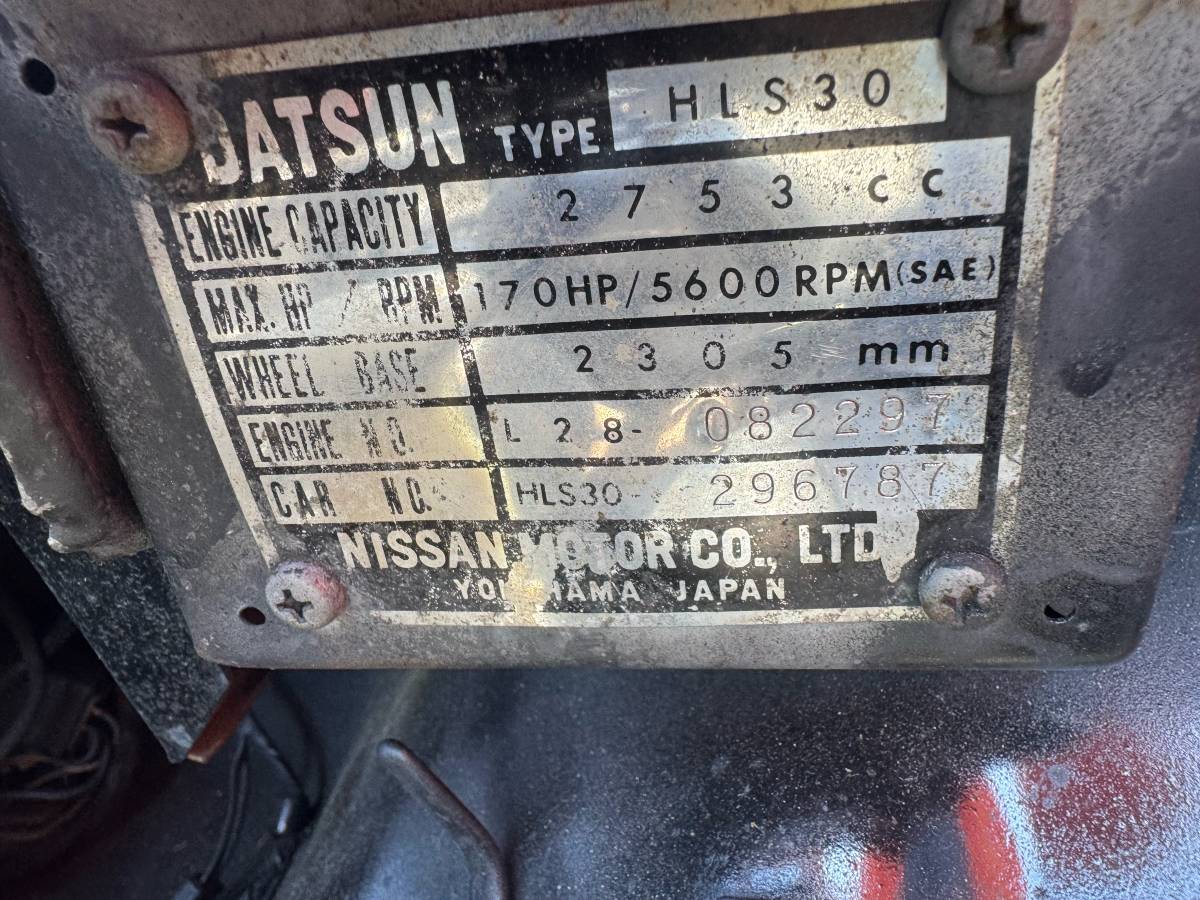 DATSUN TYPE HLS30
ENGINE CAPACITY 2753 CC
MAX. HP / RPM 170HP/5600RPM(SAE)
WHEEL BASE 2305 mm
ENGINE NO. L28-082297
CAR NO. HLS30-296787
NISSAN MOTOR CO., LTD.
YOKOHAMA JAPAN